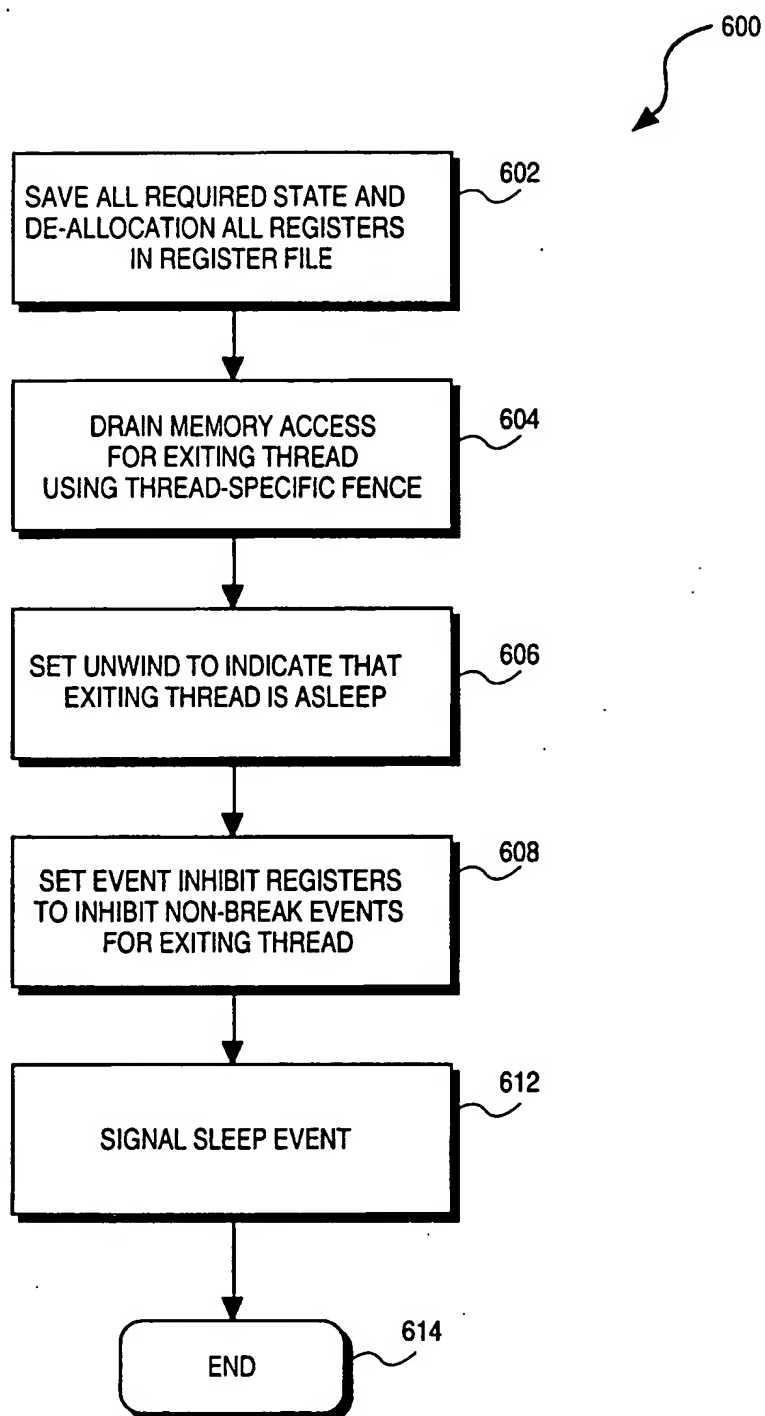 600
602
SAVE ALL REQUIRED STATE AND
DE-ALLOCATION ALL REGISTERS
IN REGISTER FILE
604
DRAIN MEMORY ACCESS
FOR EXITING THREAD
USING THREAD-SPECIFIC FENCE
606
SET UNWIND TO INDICATE THAT
EXITING THREAD IS ASLEEP
608
SET EVENT INHIBIT REGISTERS
TO INHIBIT NON-BREAK EVENTS
FOR EXITING THREAD
612
SIGNAL SLEEP EVENT
614
END